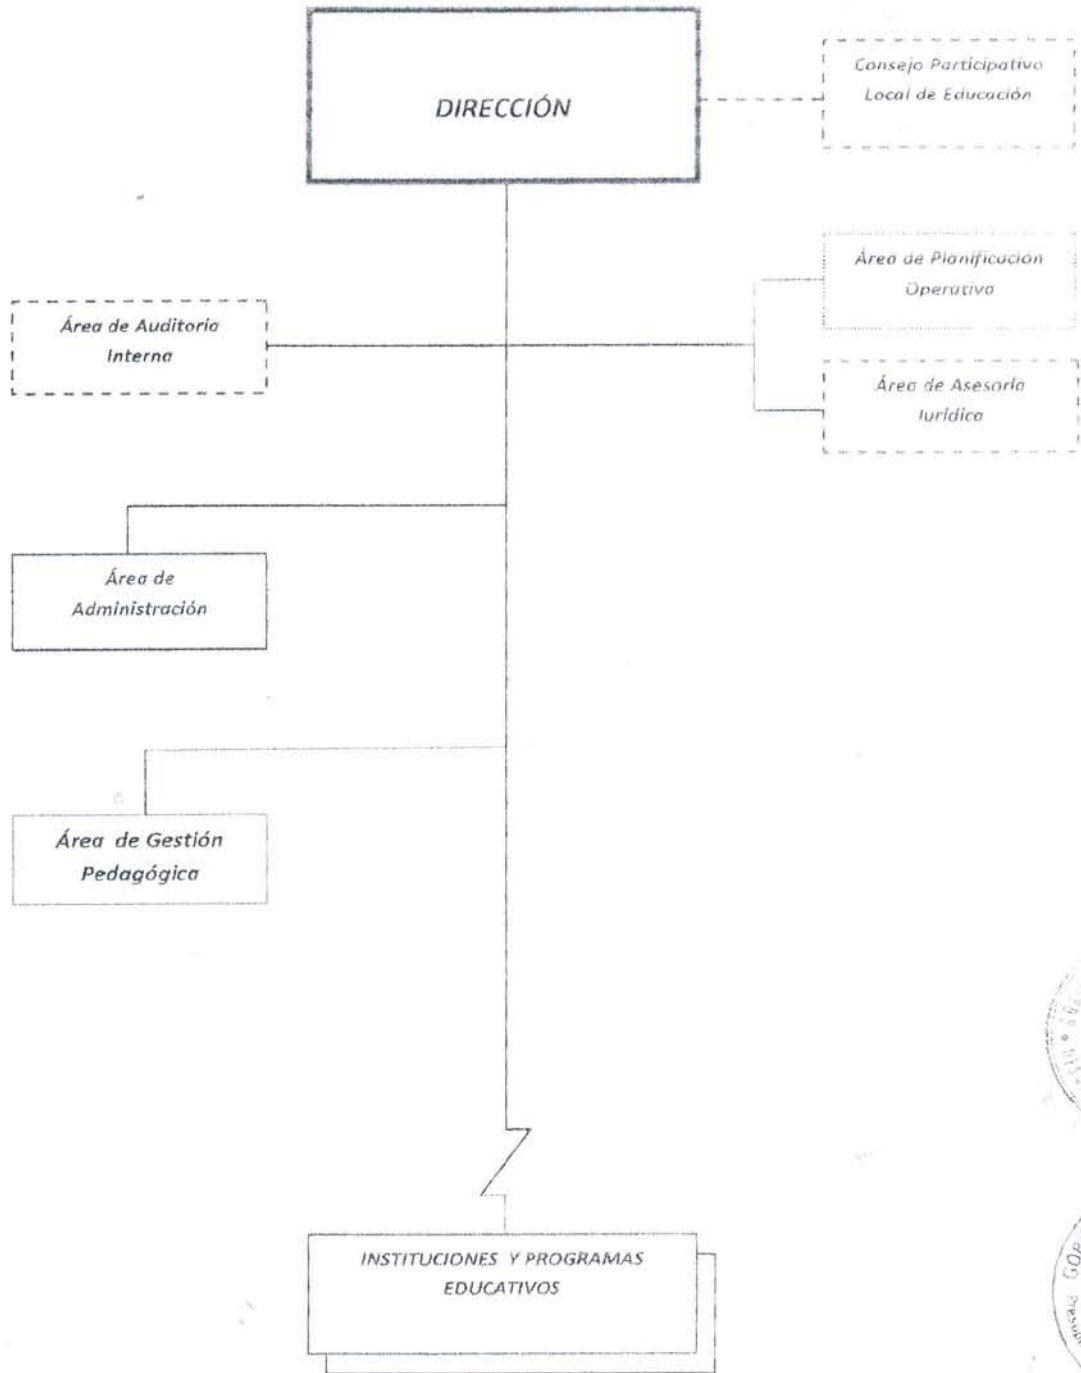 DIRECCIÓN
Consejo Participativo
Local de Educación
Área de Planificación
Operativa
Área de Auditoría
Interna
Área de Asesoría
Jurídica
Área de
Administración
Área de Gestión
Pedagógica
INSTITUCIONES Y PROGRAMAS
EDUCATIVOS